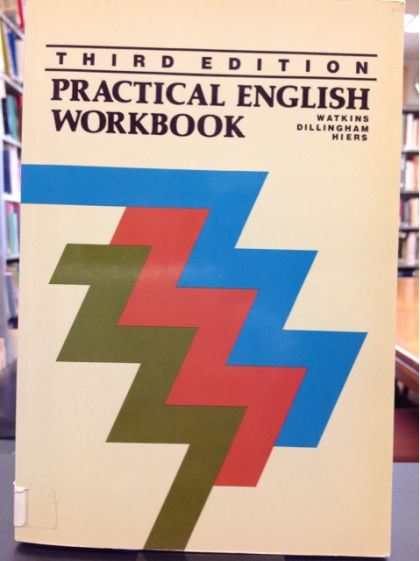 THIRD EDITION
PRACTICAL ENGLISH
WORKBOOK
WATKINS
DILLINGHAM
HIERS